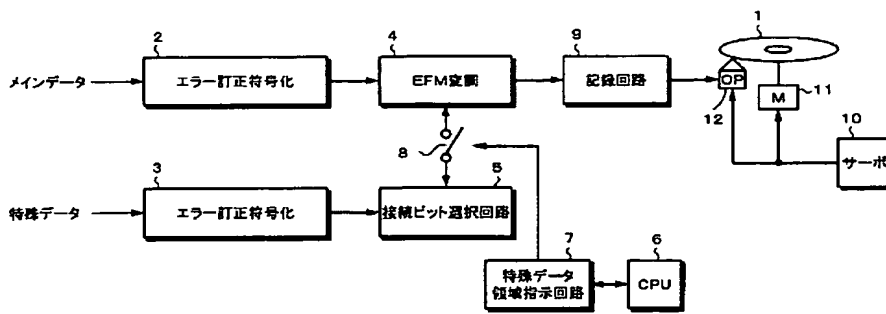 2
4
9
1
メインデータ
エラー訂正符号化
EFM変調
記録回路
OP
12
M
11
10
サーボ
8
3
5
特殊データ
エラー訂正符号化
接続ビット選択回路
7
6
特殊データ
領域指示回路
CPU